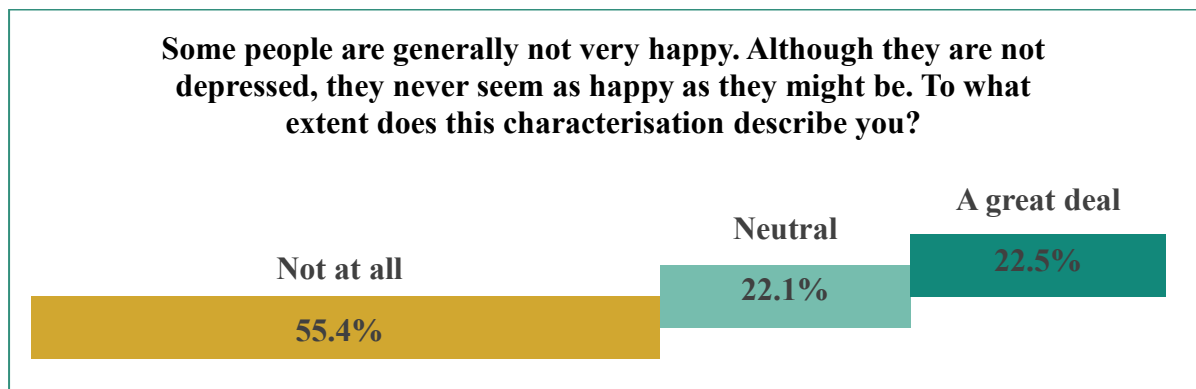 Some people are generally not very happy. Although they are not
depressed, they never seem as happy as they might be. To what
extent does this characterisation describe you?
A great deal
22.5%
Neutral
22.1%
Not at all
55.4%